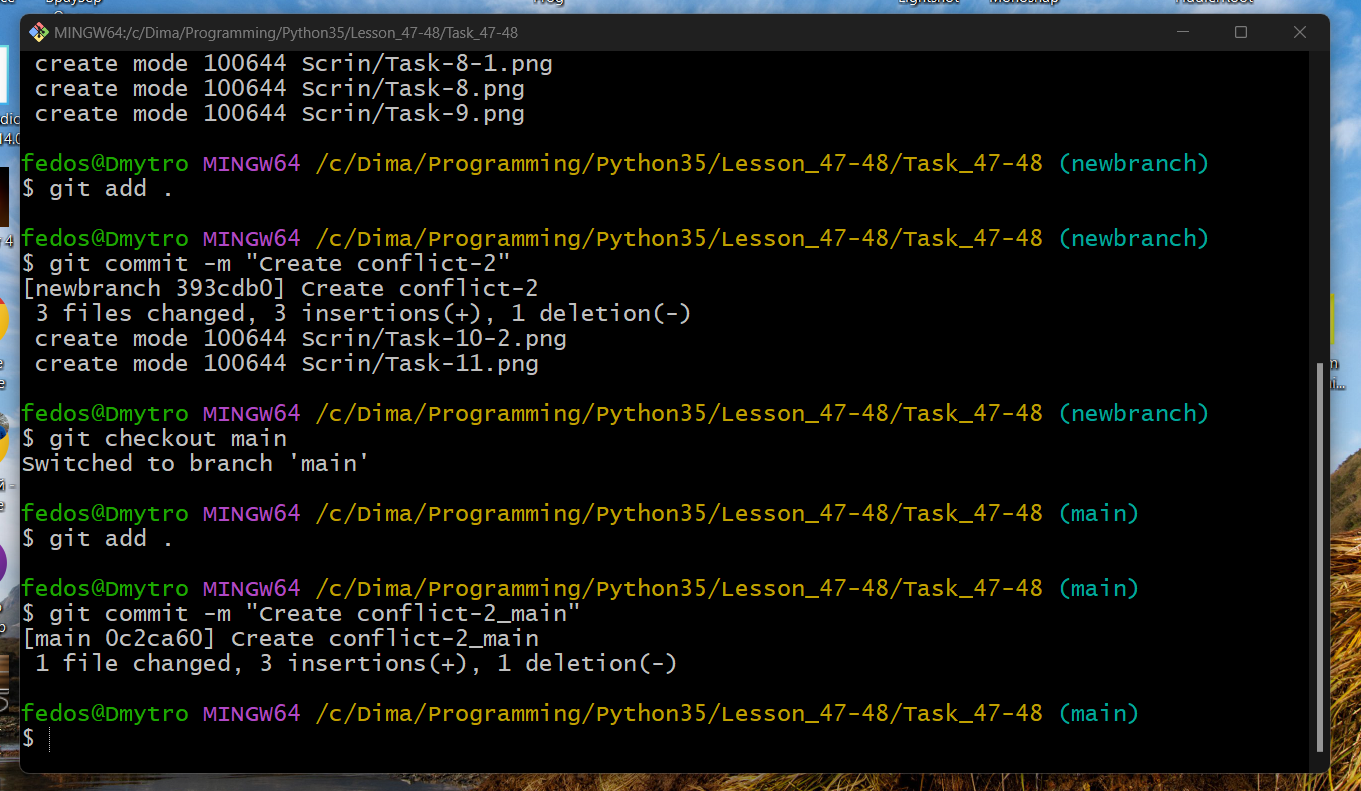 Lightshot
MINGW64:/c/Dima/Programming/Python35/Lesson_47-48/Task_47-48
create mode 100644 Scrin/Task-8-1.png
create mode 100644 Scrin/Task-8.png
create mode 100644 Scrin/Task-9.png
fedos@Dmytro MINGW64 /c/Dima/Programming/Python35/Lesson_47-48/Task_47-48 (newbranch)
$ git add .
fedos@Dmytro MINGW64 /c/Dima/Programming/Python35/Lesson_47-48/Task_47-48 (newbranch)
$ git commit -m "Create conflict-2"
[newbranch 393cdb0] Create conflict-2
3 files changed, 3 insertions(+), 1 deletion(-)
create mode 100644 Scrin/Task-10-2.png
create mode 100644 Scrin/Task-11.png
fedos@Dmytro MINGW64 /c/Dima/Programming/Python35/Lesson_47-48/Task_47-48 (newbranch)
$ git checkout main
Switched to branch 'main'
fedos@Dmytro MINGW64 /c/Dima/Programming/Python35/Lesson_47-48/Task_47-48 (main)
$ git add .
fedos@Dmytro MINGW64 /c/Dima/Programming/Python35/Lesson_47-48/Task_47-48 (main)
$ git commit -m "Create conflict-2_main"
[main 0c2ca60] Create conflict-2_main
1 file changed, 3 insertions(+), 1 deletion(-)
fedos@Dmytro MINGW64 /c/Dima/Programming/Python35/Lesson_47-48/Task_47-48 (main)
$